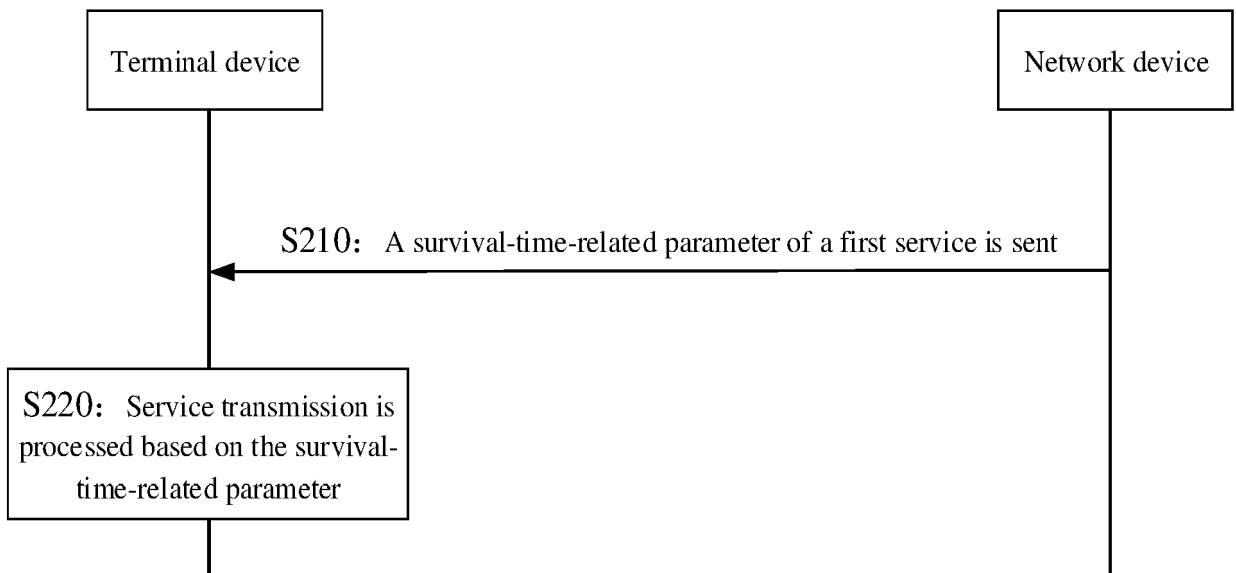 Terminal device
Network device
S210： A survival-time-related parameter of a first service is sent
S220： Service transmission is
processed based on the survival-
time-related parameter